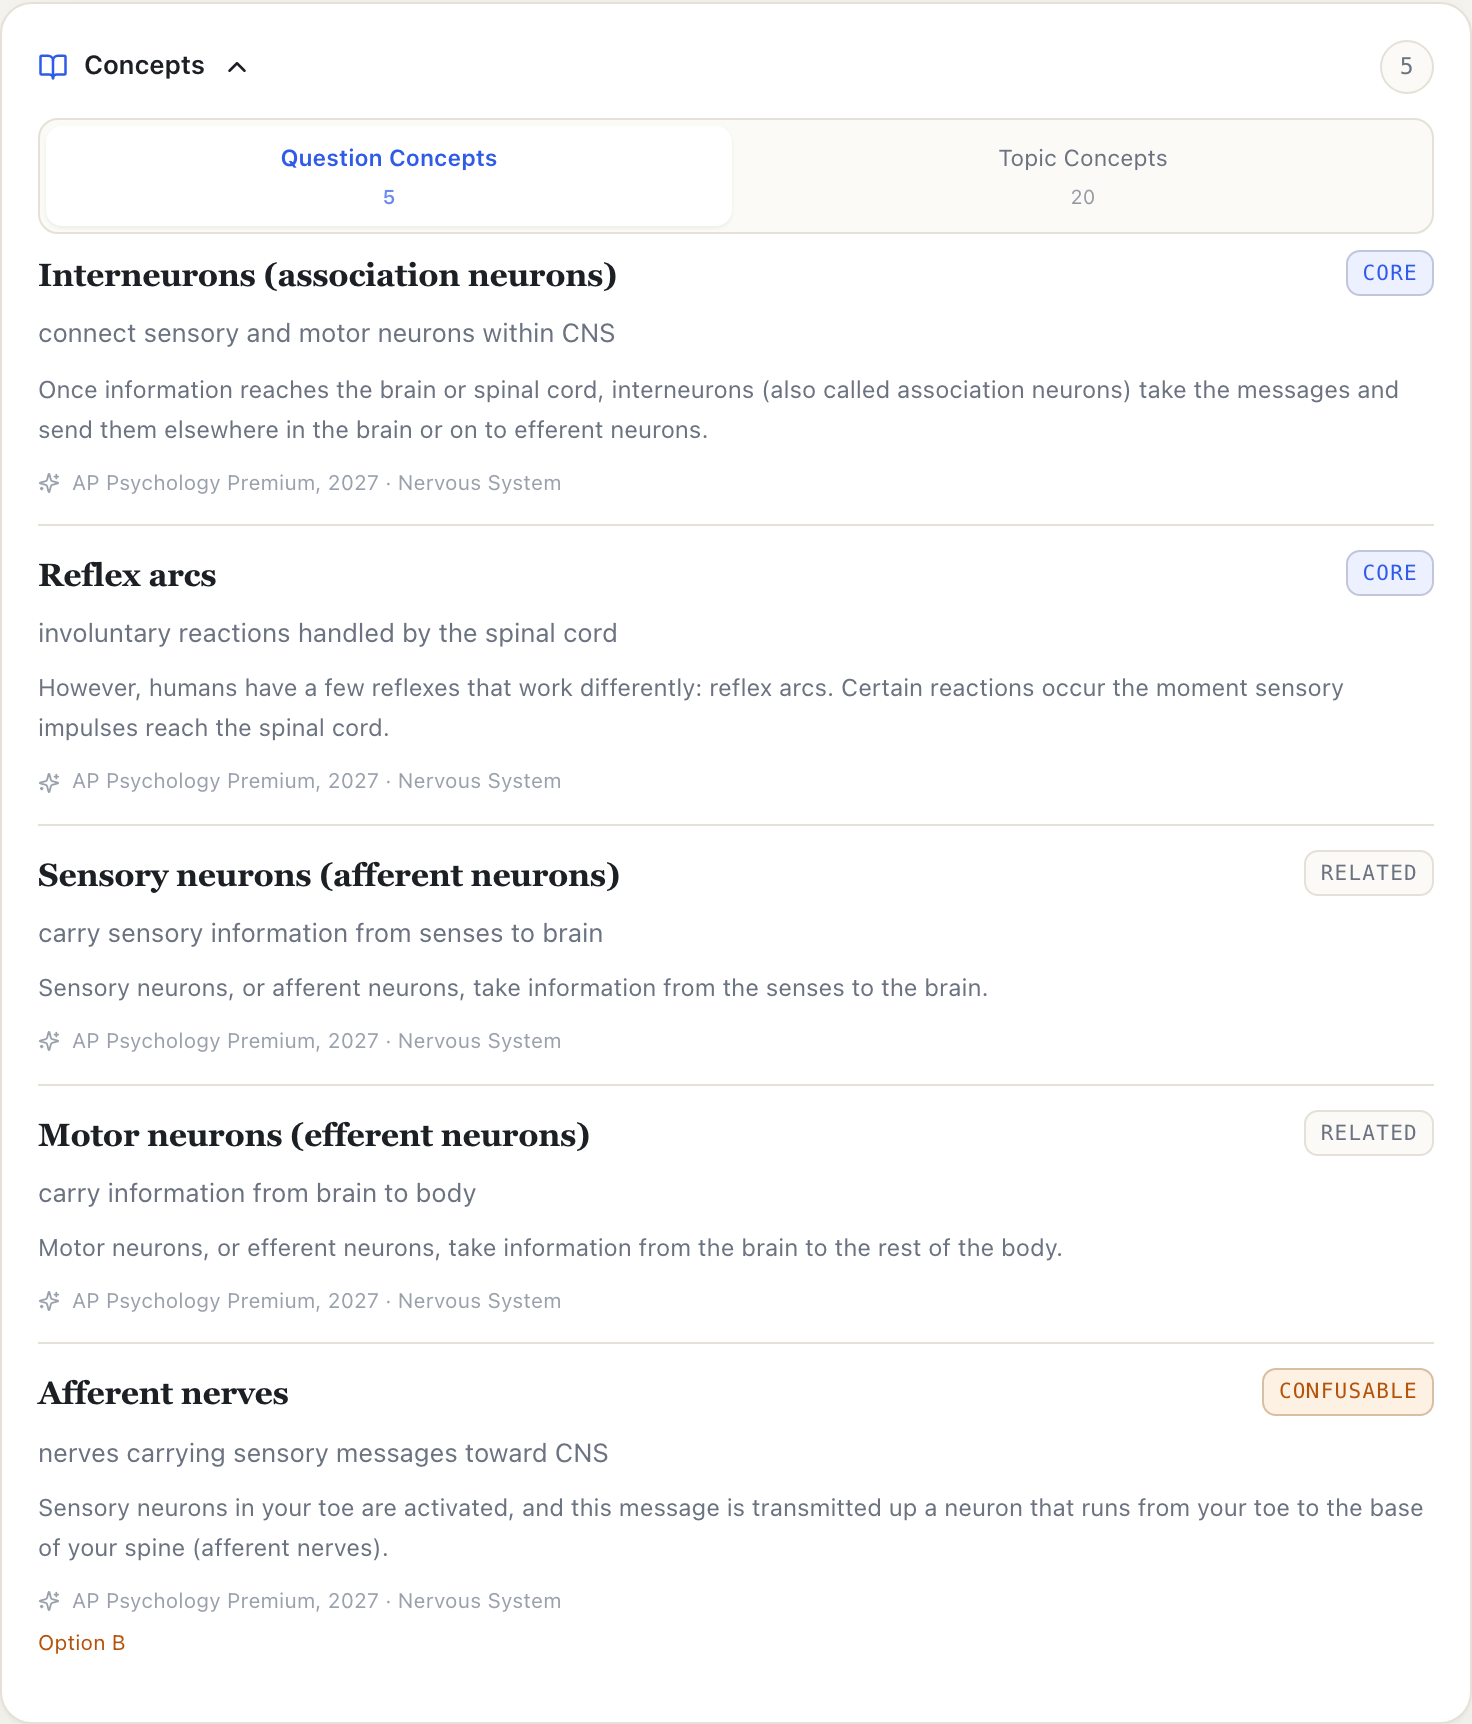 Concepts
5
Question Concepts
5
Topic Concepts
20
Interneurons (association neurons)
CORE
connect sensory and motor neurons within CNS
Once information reaches the brain or spinal cord, interneurons (also called association neurons) take the messages and
send them elsewhere in the brain or on to efferent neurons.
AP Psychology Premium, 2027 · Nervous System
Reflex arcs
CORE
involuntary reactions handled by the spinal cord
However, humans have a few reflexes that work differently: reflex arcs. Certain reactions occur the moment sensory
impulses reach the spinal cord.
AP Psychology Premium, 2027 · Nervous System
Sensory neurons (afferent neurons)
RELATED
carry sensory information from senses to brain
Sensory neurons, or afferent neurons, take information from the senses to the brain.
AP Psychology Premium, 2027 · Nervous System
Motor neurons (efferent neurons)
RELATED
carry information from brain to body
Motor neurons, or efferent neurons, take information from the brain to the rest of the body.
AP Psychology Premium, 2027 · Nervous System
Afferent nerves
CONFUSABLE
nerves carrying sensory messages toward CNS
Sensory neurons in your toe are activated, and this message is transmitted up a neuron that runs from your toe to the base
of your spine (afferent nerves).
AP Psychology Premium, 2027 · Nervous System
Option B